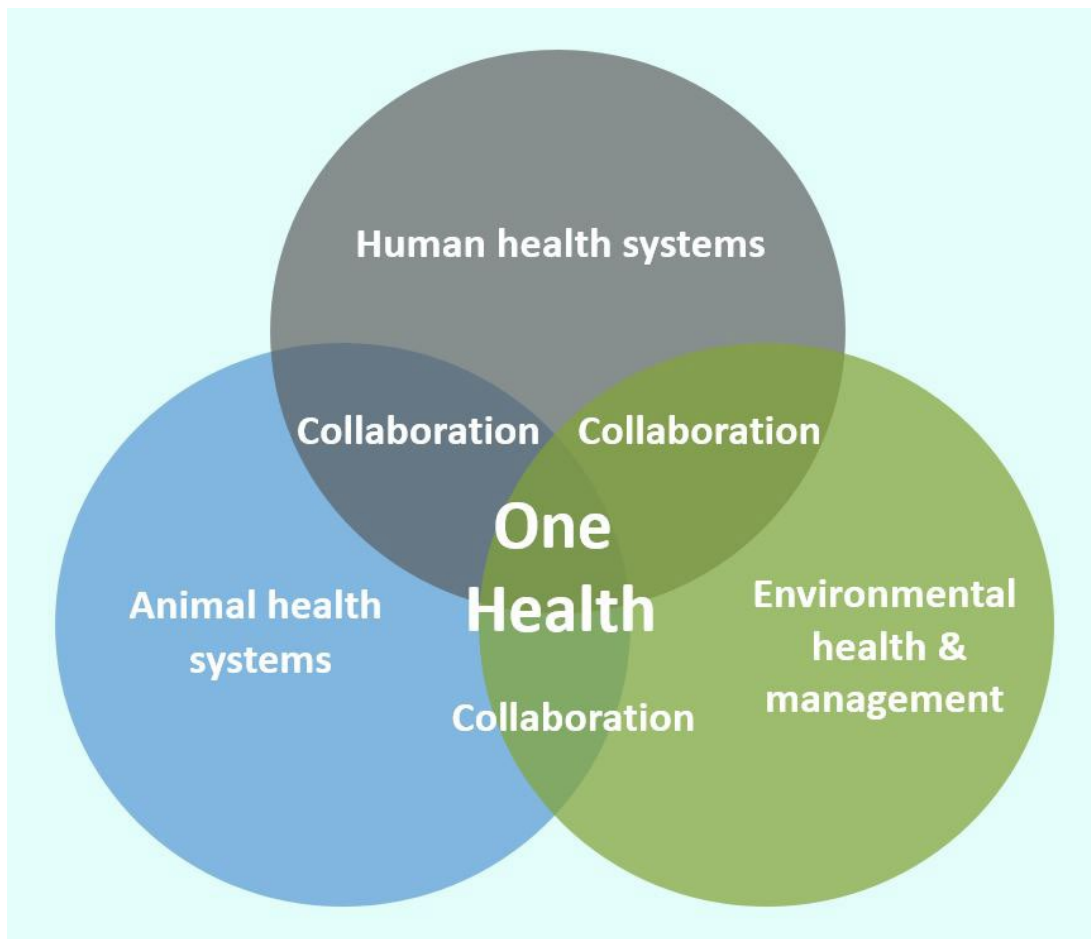 Human health systems
Collaboration
Collaboration
One
Health
Animal health
systems
Environmental
health &
management
Collaboration